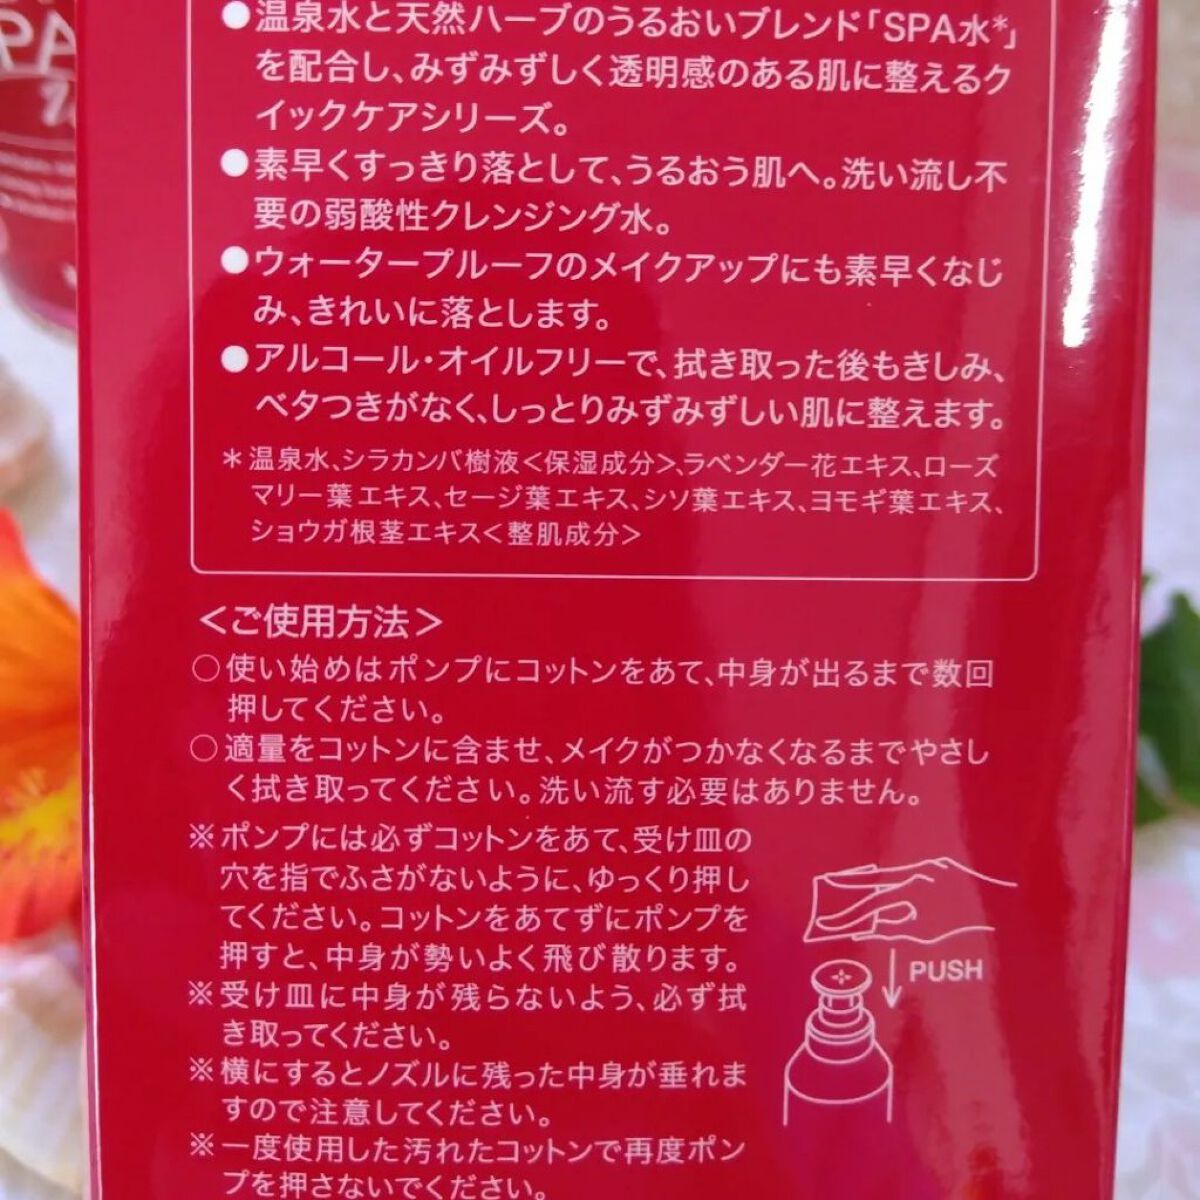 PA
●温泉水と天然ハーブのうるおいブレンド「SPA水*」
を配合し、みずみずしく透明感のある肌に整えるク
イックケアシリーズ。
●素早くすっきり落として、うるおう肌へ。洗い流し不
要の弱酸性クレンジング水。
●ウォータープルーフのメイクアップにも素早くなじ
み、きれいに落とします。
●アルコール・オイルフリーで、拭き取った後もきしみ、
ベタつきがなく、しっとりみずみずしい肌に整えます。
*温泉水、シラカンバ樹液<保湿成分>、ラベンダー花エキス、ローズ
マリー葉エキス、セージ葉エキス、シソ葉エキス、ヨモギ葉エキス、
ショウガ根茎エキス<整肌成分>
<ご使用方法>
○使い始めはポンプにコットンをあて、中身が出るまで数回
押してください。
○適量をコットンに含ませ、メイクがつかなくなるまでやさし
く拭き取ってください。洗い流す必要はありません。
※ポンプには必ずコットンをあて、受け皿の
穴を指でふさがないように、ゆっくり押し
てください。コットンをあてずにポンプを
押すと、中身が勢いよく飛び散ります。
※受け皿に中身が残らないよう、必ず拭
き取ってください。
※横にするとノズルに残った中身が垂れま
すので注意してください。
※一度使用した汚れたコットンで再度ポン
プを押さないでください。
PUSH